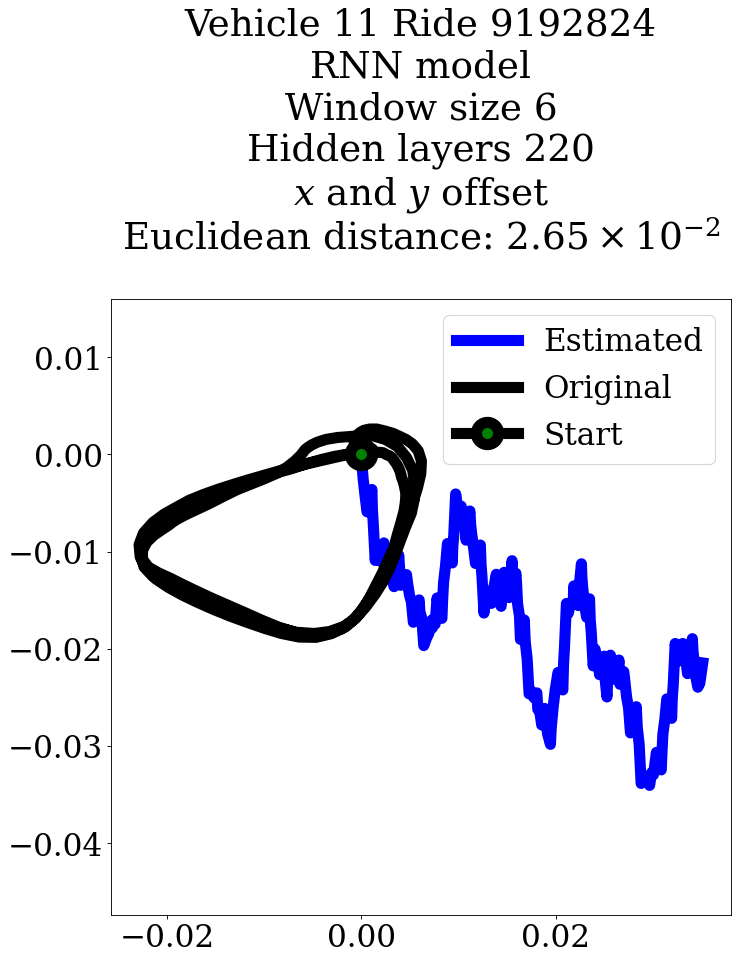 Vehicle 11 Ride 9192824
RNN model
Window size 6
Hidden layers 220
x and y offset
Euclidean distance: 2.65 × 10⁻²
Estimated
Original
Start
0.01
0.00
−0.01
−0.02
−0.03
−0.04
−0.02 0.00 0.02